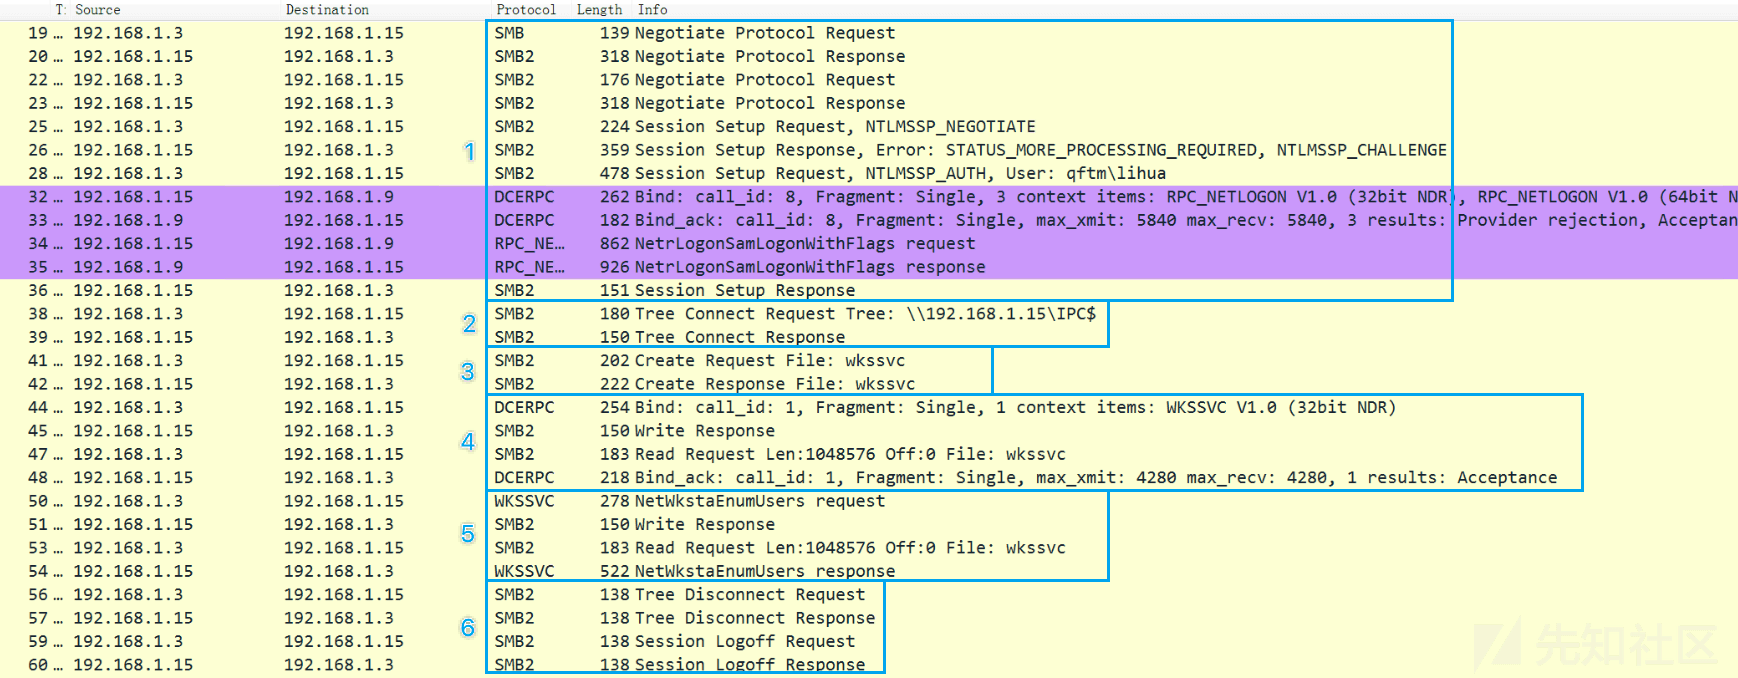 T: Source Destination Protocol Length Info
19 … 192.168.1.3 192.168.1.15 SMB 139 Negotiate Protocol Request
20 … 192.168.1.15 192.168.1.3 SMB2 318 Negotiate Protocol Response
22 … 192.168.1.3 192.168.1.15 SMB2 176 Negotiate Protocol Request
23 … 192.168.1.15 192.168.1.3 SMB2 318 Negotiate Protocol Response
25 … 192.168.1.3 192.168.1.15 SMB2 224 Session Setup Request, NTLMSSP_NEGOTIATE
26 … 192.168.1.15 192.168.1.3 1 SMB2 359 Session Setup Response, Error: STATUS_MORE_PROCESSING_REQUIRED, NTLMSSP_CHALLENGE
28 … 192.168.1.3 192.168.1.15 SMB2 478 Session Setup Request, NTLMSSP_AUTH, User: qftm\lihua
32 … 192.168.1.15 192.168.1.9 DCERPC 262 Bind: call_id: 8, Fragment: Single, 3 context items: RPC_NETLOGON V1.0 (32bit NDR), RPC_NETLOGON V1.0 (64bit N
33 … 192.168.1.9 192.168.1.15 DCERPC 182 Bind_ack: call_id: 8, Fragment: Single, max_xmit: 5840 max_recv: 5840, 3 results: Provider rejection, Acceptan
34 … 192.168.1.15 192.168.1.9 RPC_NE… 862 NetrLogonSamLogonWithFlags request
35 … 192.168.1.9 192.168.1.15 RPC_NE… 926 NetrLogonSamLogonWithFlags response
36 … 192.168.1.15 192.168.1.3 SMB2 151 Session Setup Response
38 … 192.168.1.3 192.168.1.15 2 SMB2 180 Tree Connect Request Tree: \\192.168.1.15\IPC$
39 … 192.168.1.15 192.168.1.3 SMB2 150 Tree Connect Response
41 … 192.168.1.3 192.168.1.15 3 SMB2 202 Create Request File: wkssvc
42 … 192.168.1.15 192.168.1.3 SMB2 222 Create Response File: wkssvc
44 … 192.168.1.3 192.168.1.15 DCERPC 254 Bind: call_id: 1, Fragment: Single, 1 context items: WKSSVC V1.0 (32bit NDR)
45 … 192.168.1.15 192.168.1.3 4 SMB2 150 Write Response
47 … 192.168.1.3 192.168.1.15 SMB2 183 Read Request Len:1048576 Off:0 File: wkssvc
48 … 192.168.1.15 192.168.1.3 DCERPC 218 Bind_ack: call_id: 1, Fragment: Single, max_xmit: 4280 max_recv: 4280, 1 results: Acceptance
50 … 192.168.1.3 192.168.1.15 WKSSVC 278 NetWkstaEnumUsers request
51 … 192.168.1.15 192.168.1.3 5 SMB2 150 Write Response
53 … 192.168.1.3 192.168.1.15 SMB2 183 Read Request Len:1048576 Off:0 File: wkssvc
54 … 192.168.1.15 192.168.1.3 WKSSVC 522 NetWkstaEnumUsers response
56 … 192.168.1.3 192.168.1.15 SMB2 138 Tree Disconnect Request
57 … 192.168.1.15 192.168.1.3 6 SMB2 138 Tree Disconnect Response
59 … 192.168.1.3 192.168.1.15 SMB2 138 Session Logoff Request
60 … 192.168.1.15 192.168.1.3 SMB2 138 Session Logoff Response
先知社区